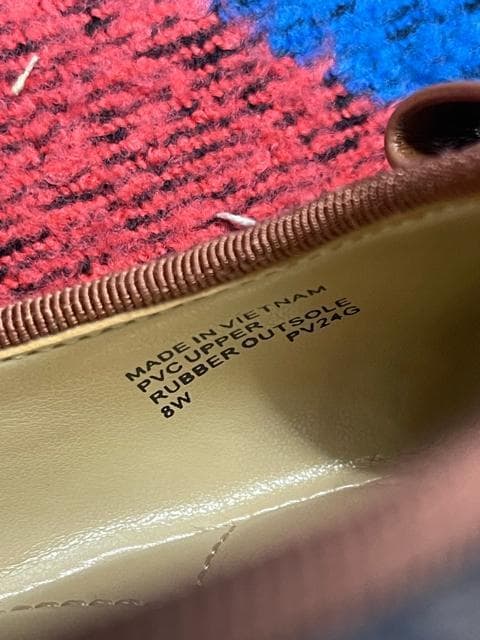 MADE IN VIETNAM
PVC UPPER
RUBBER OUTSOLE
8W PV24G